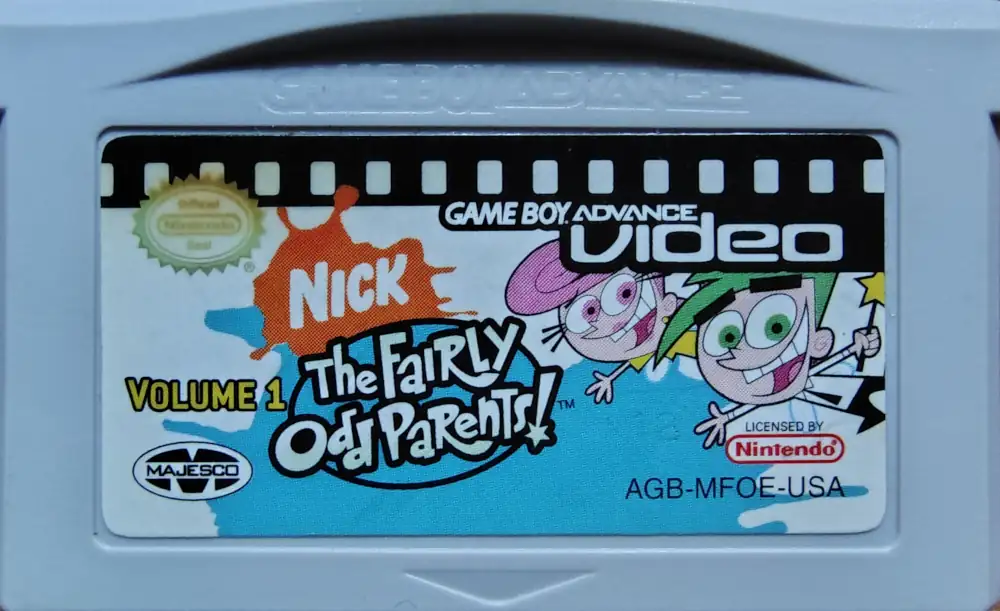 GAME BOY ADVANCE
Official
Nintendo
Seal
®
GAME BOY ADVANCE
Video
NICK
The FAiRLY
Odd PaReNts!
™
VOLUME 1
MAJESCO
LICENSED BY
Nintendo®
AGB-MFOE-USA